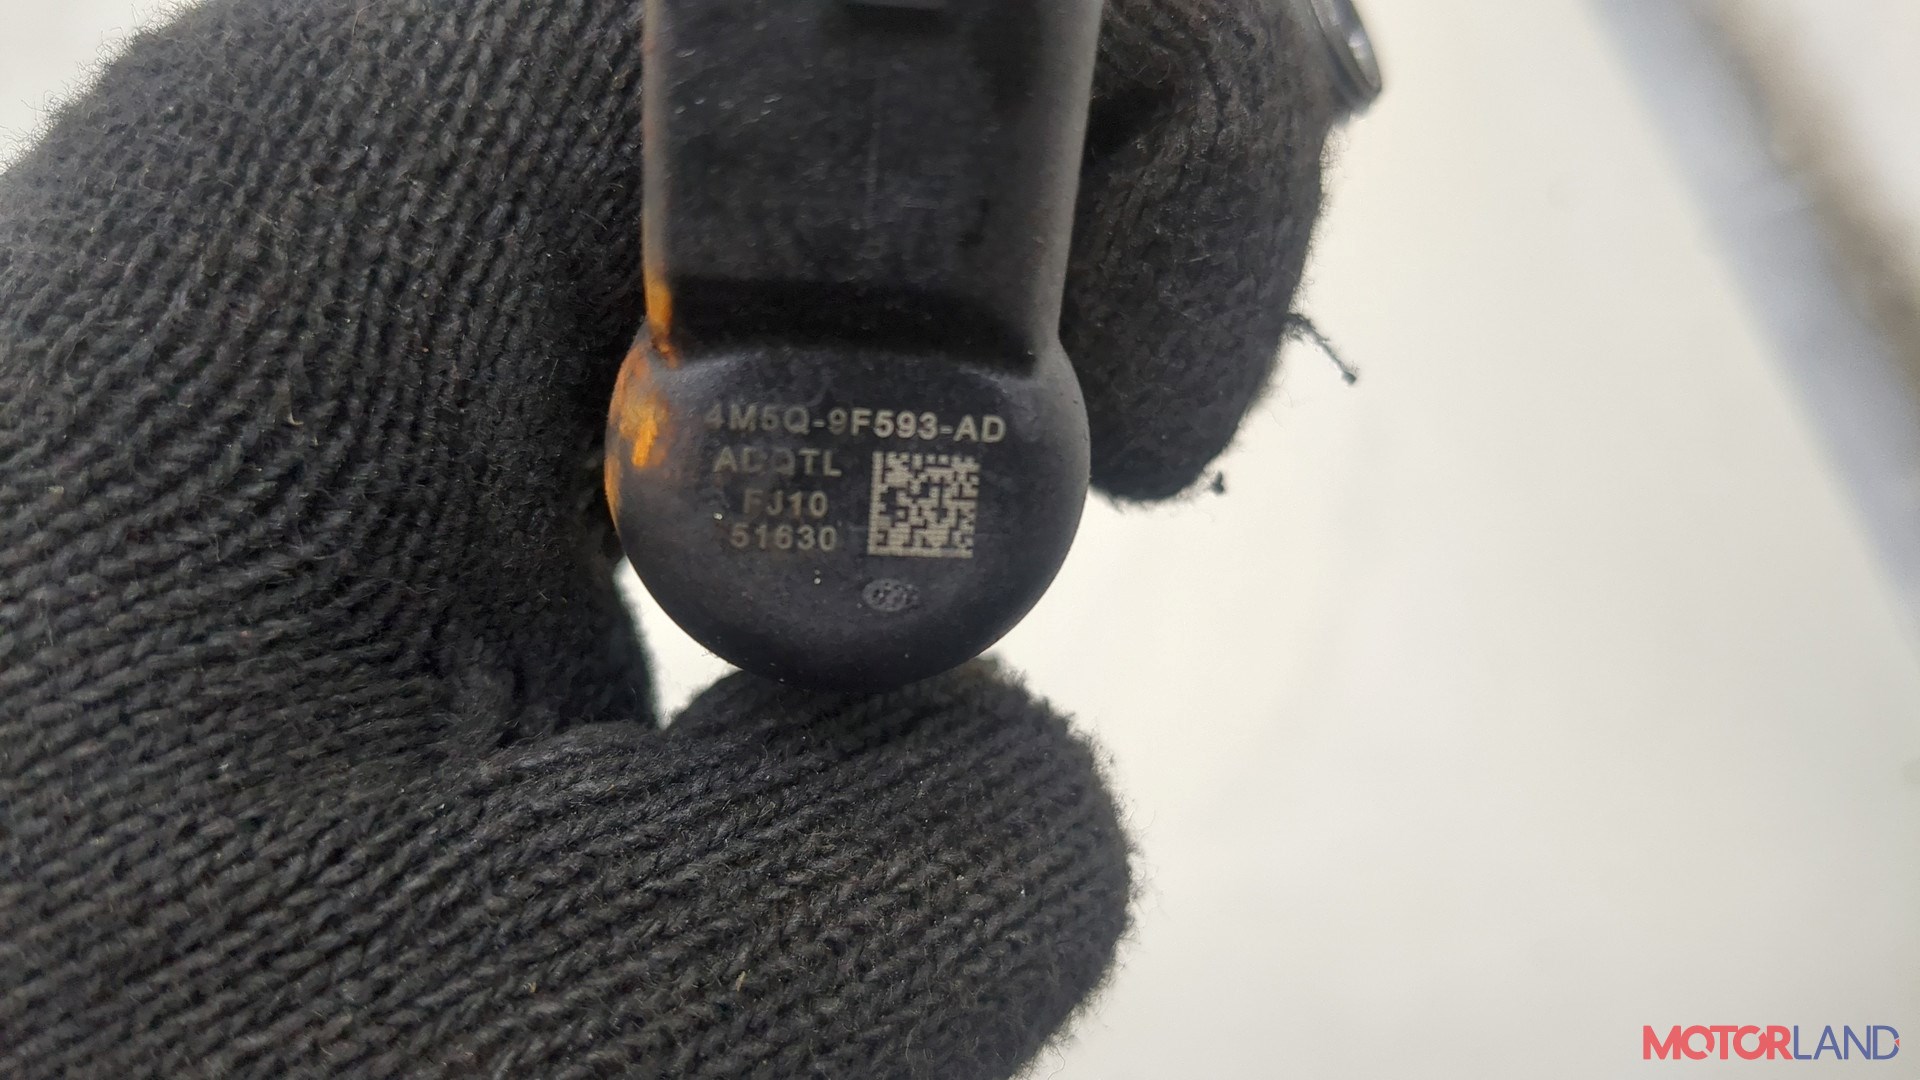 4M5Q-9F593-AD
ADQTL
FJ10
51630
MOTORLAND